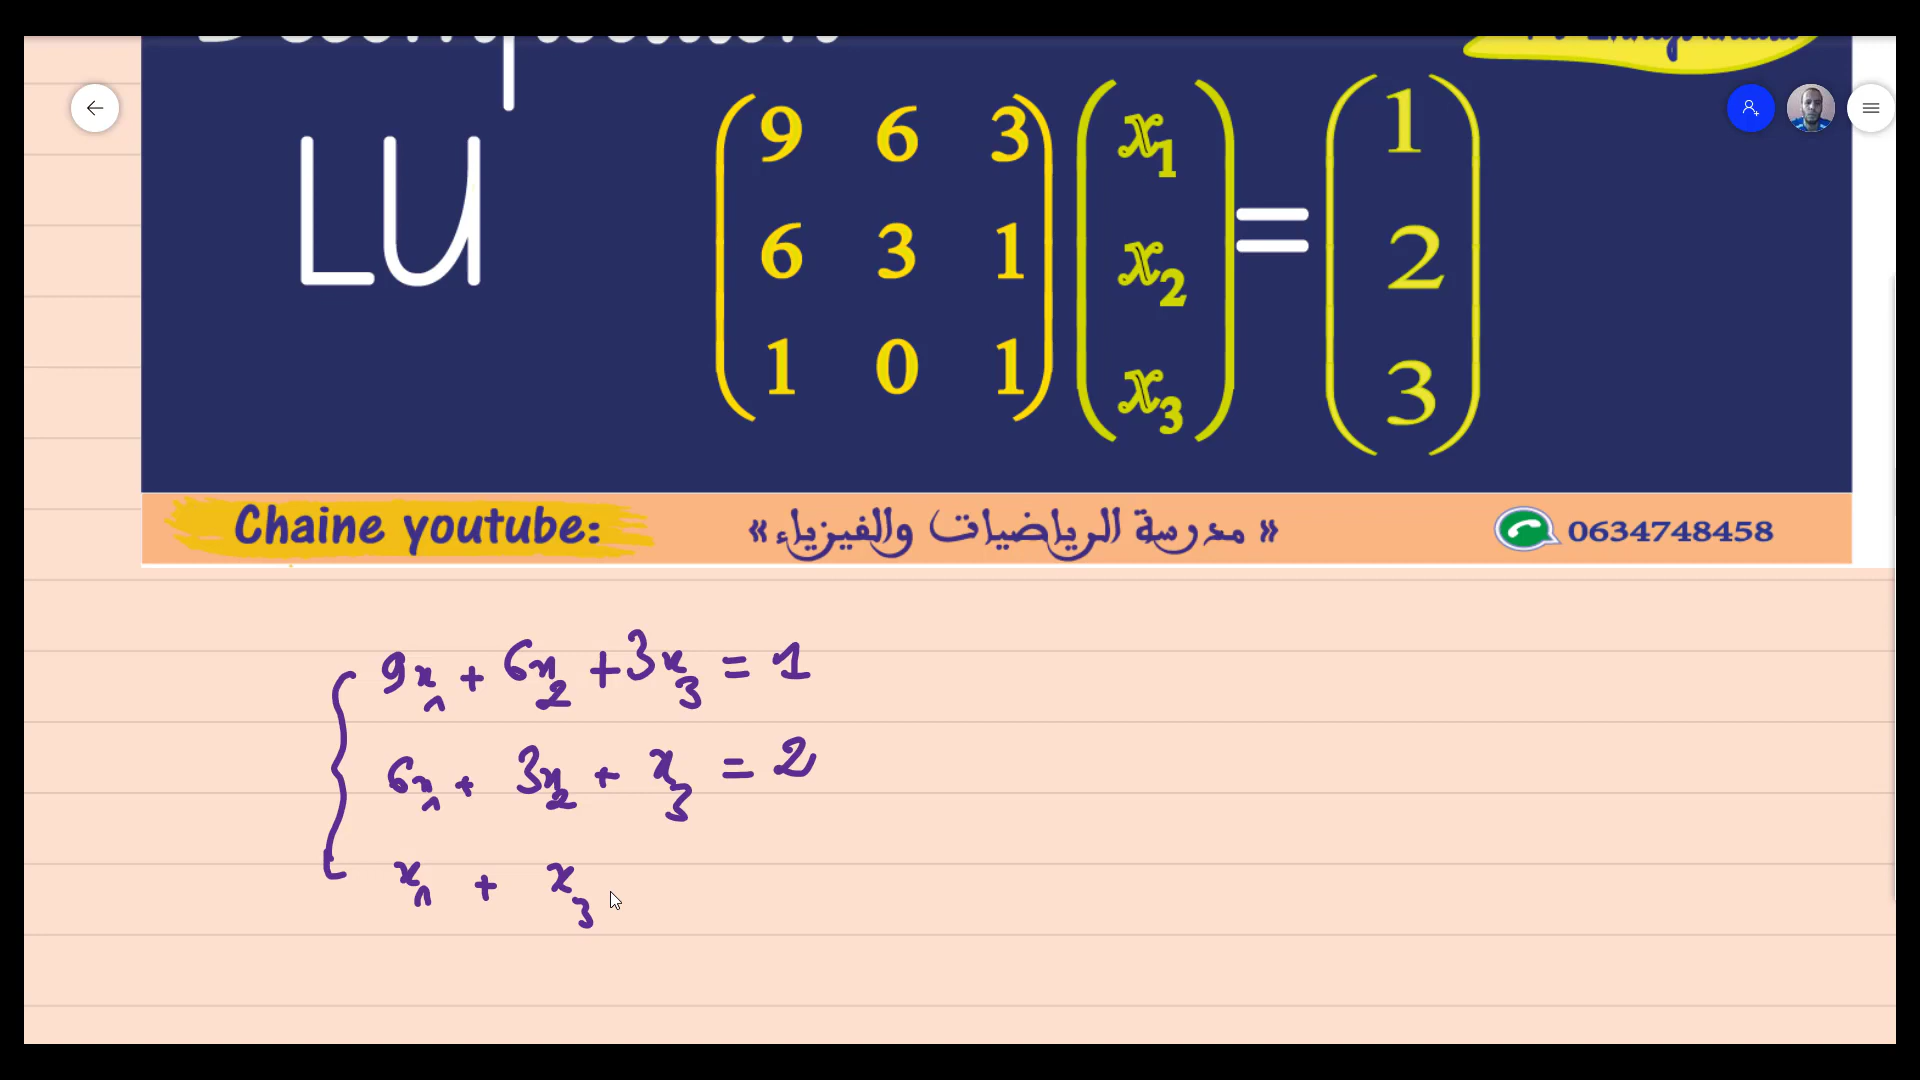 LU
9 6 3
6 3 1
1 0 1
x1
x2
x3
=
1
2
3
Chaine youtube:
« مدرسة الرياضيات والفيزياء »
0634748458
9x1 + 6x2 + 3x3 = 1
6x1 + 3x2 + x3 = 2
x1 + x3